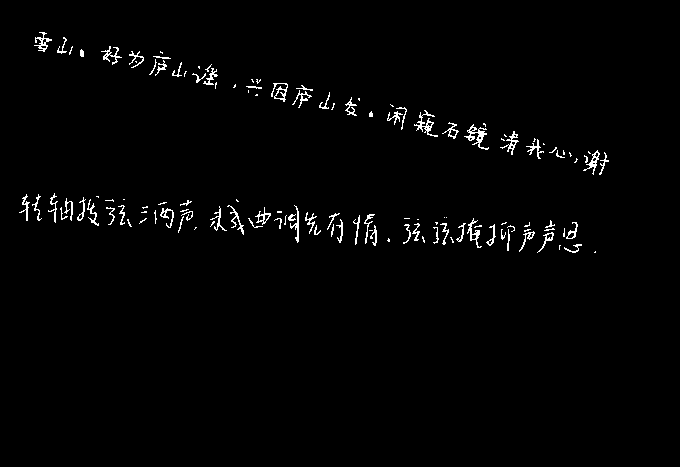 雪山。好为庐山谣,兴因庐山发。闲窥石镜清我心,谢
转轴拨弦三两声,未成曲调先有情。弦弦掩抑声声思.